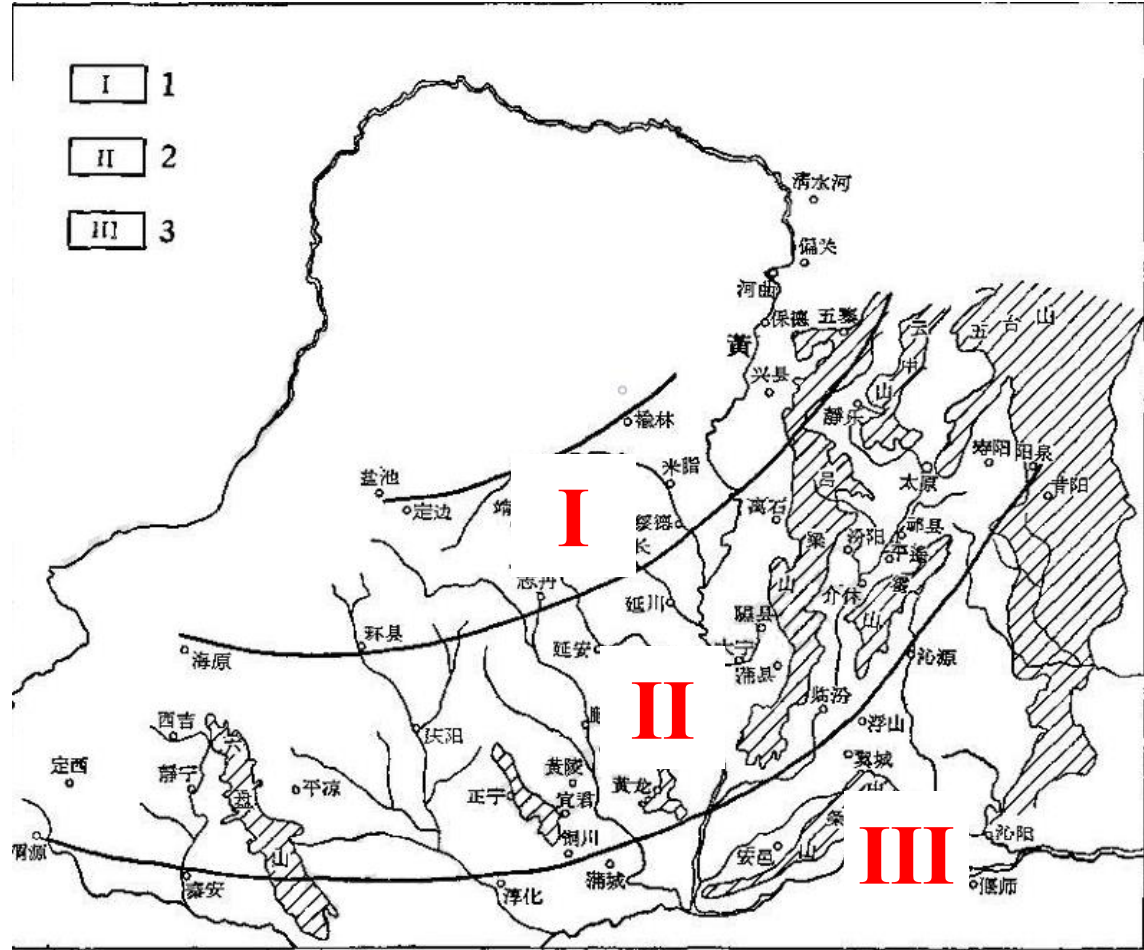 I 1
II 2
III 3
清水河
偏关
河曲
保德
五寨
云
中
山
五
台
山
黄
兴县
静乐
榆林
寿阳
阳泉
太原
昔阳
米脂
盐池
定边
靖
I
绥德
长
离石
吕
梁
山
汾阳
祁县
平遥
介休
山
志丹
延川
隰县
环县
海原
延安
大宁
蒲县
沁源
II
临汾
浮山
西吉
庆阳
翼城
定西
静宁
六
盘
山
平凉
正宁
黄陵
宜君
黄龙
铜川
III
沁阳
安邑
山
渭源
秦安
淳化
蒲城
偃师